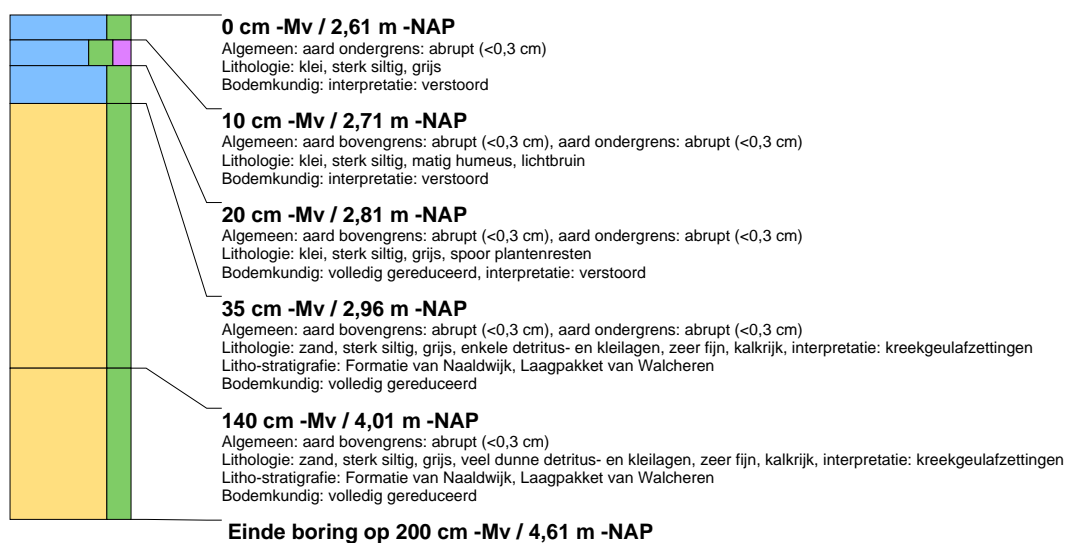 0 cm -Mv / 2,61 m -NAP
Algemeen: aard ondergrens: abrupt (<0,3 cm)
Lithologie: klei, sterk siltig, grijs
Bodemkundig: interpretatie: verstoord
10 cm -Mv / 2,71 m -NAP
Algemeen: aard bovengrens: abrupt (<0,3 cm), aard ondergrens: abrupt (<0,3 cm)
Lithologie: klei, sterk siltig, matig humeus, lichtbruin
Bodemkundig: interpretatie: verstoord
20 cm -Mv / 2,81 m -NAP
Algemeen: aard bovengrens: abrupt (<0,3 cm), aard ondergrens: abrupt (<0,3 cm)
Lithologie: klei, sterk siltig, grijs, spoor plantenresten
Bodemkundig: volledig gereduceerd, interpretatie: verstoord
35 cm -Mv / 2,96 m -NAP
Algemeen: aard bovengrens: abrupt (<0,3 cm), aard ondergrens: abrupt (<0,3 cm)
Lithologie: zand, sterk siltig, grijs, enkele detritus- en kleilagen, zeer fijn, kalkrijk, interpretatie: kreekgeulafzettingen
Litho-stratigrafie: Formatie van Naaldwijk, Laagpakket van Walcheren
Bodemkundig: volledig gereduceerd
140 cm -Mv / 4,01 m -NAP
Algemeen: aard bovengrens: abrupt (<0,3 cm)
Lithologie: zand, sterk siltig, grijs, veel dunne detritus- en kleilagen, zeer fijn, kalkrijk, interpretatie: kreekgeulafzettingen
Litho-stratigrafie: Formatie van Naaldwijk, Laagpakket van Walcheren
Bodemkundig: volledig gereduceerd
Einde boring op 200 cm -Mv / 4,61 m -NAP